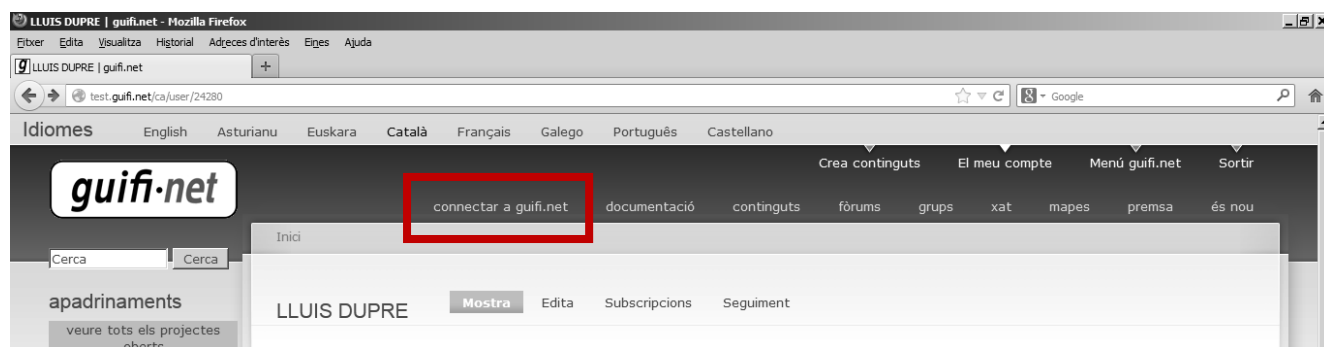 LLUIS DUPRE | guifi.net - Mozilla Firefox
Fitxer Edita Visualitza Historial Adreces d'interès Eines Ajuda
g LLUIS DUPRE | guifi.net +
test.guifi.net/ca/user/24280 8 Google
Idiomes English Asturianu Euskara Català Français Galego Português Castellano
Crea continguts El meu compte Menú guifi.net Sortir
guifi·net
connectar a guifi.net documentació continguts fòrums grups xat mapes premsa és nou
Inici
Cerca Cerca
apadrinaments
LLUIS DUPRE Mostra Edita Subscripcions Seguiment
veure tots els projectes
oberts